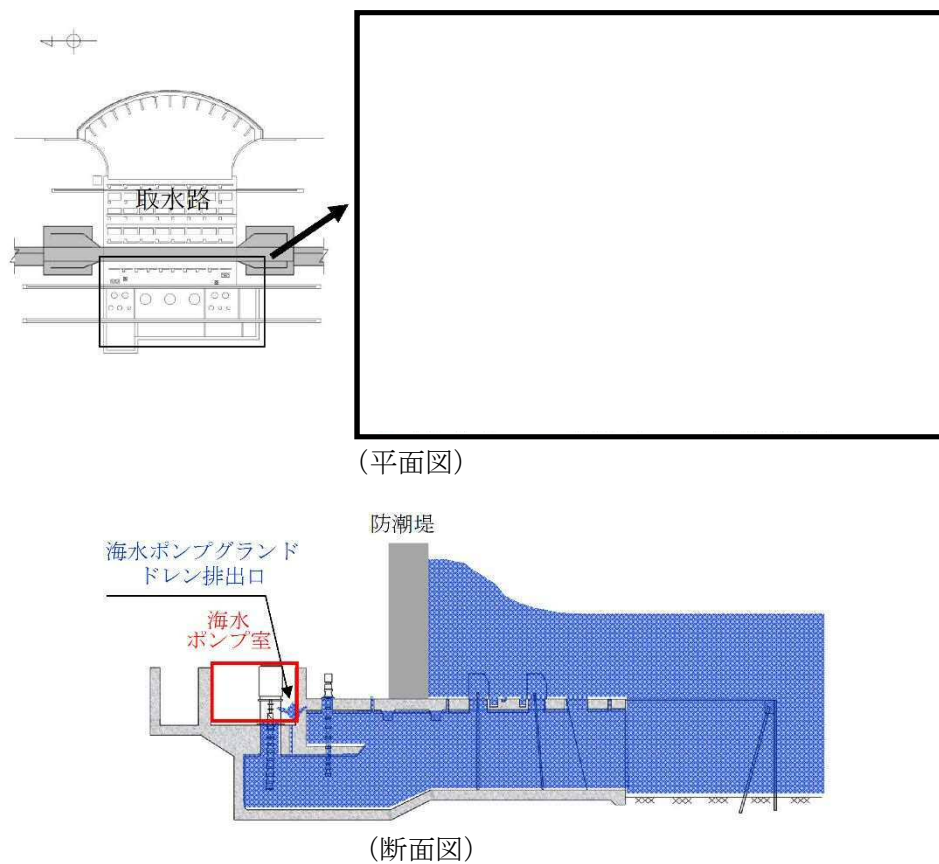 取水路
(平面図)
防潮堤
海水ポンプグランド
ドレン排出口
海水
ポンプ室
(断面図)